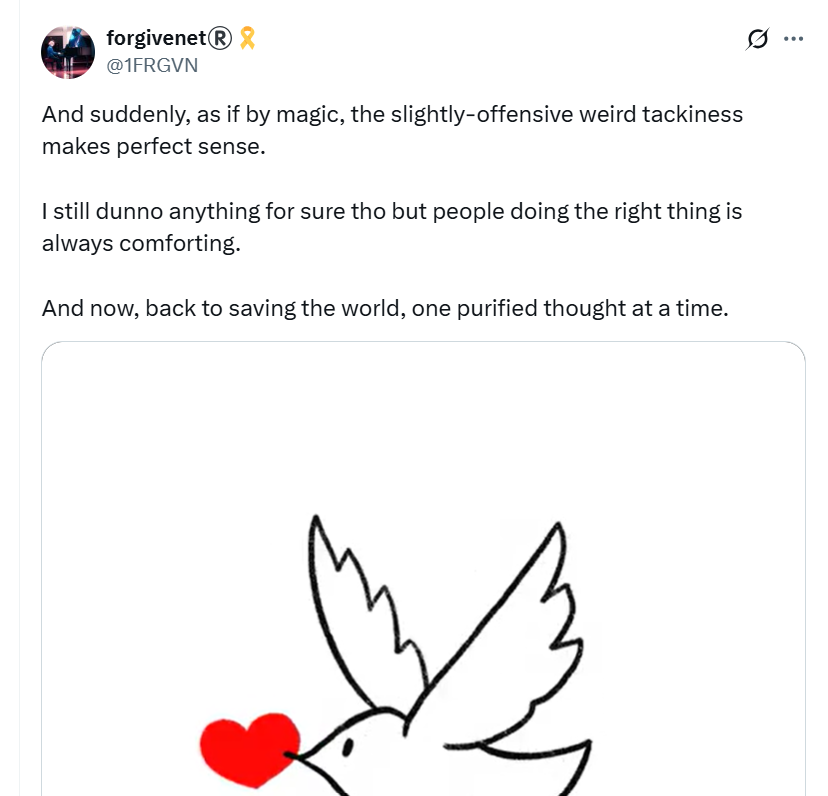 forgivenet®️🎗️
@1FRGVN
And suddenly, as if by magic, the slightly-offensive weird tackiness
makes perfect sense.
I still dunno anything for sure tho but people doing the right thing is
always comforting.
And now, back to saving the world, one purified thought at a time.